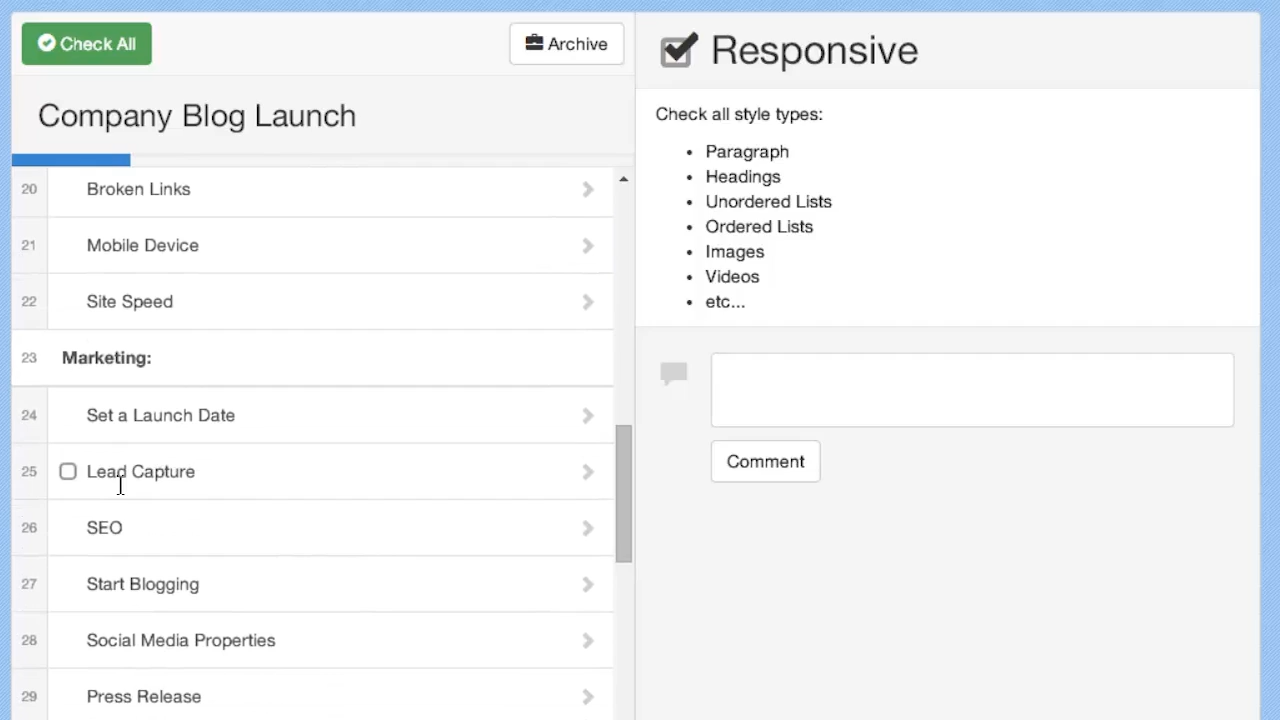 Check All
Archive
Company Blog Launch
20 Broken Links
21 Mobile Device
22 Site Speed
23 Marketing:
24 Set a Launch Date
25 Lead Capture
26 SEO
27 Start Blogging
28 Social Media Properties
29 Press Release
Responsive
Check all style types:
• Paragraph
• Headings
• Unordered Lists
• Ordered Lists
• Images
• Videos
• etc...
Comment